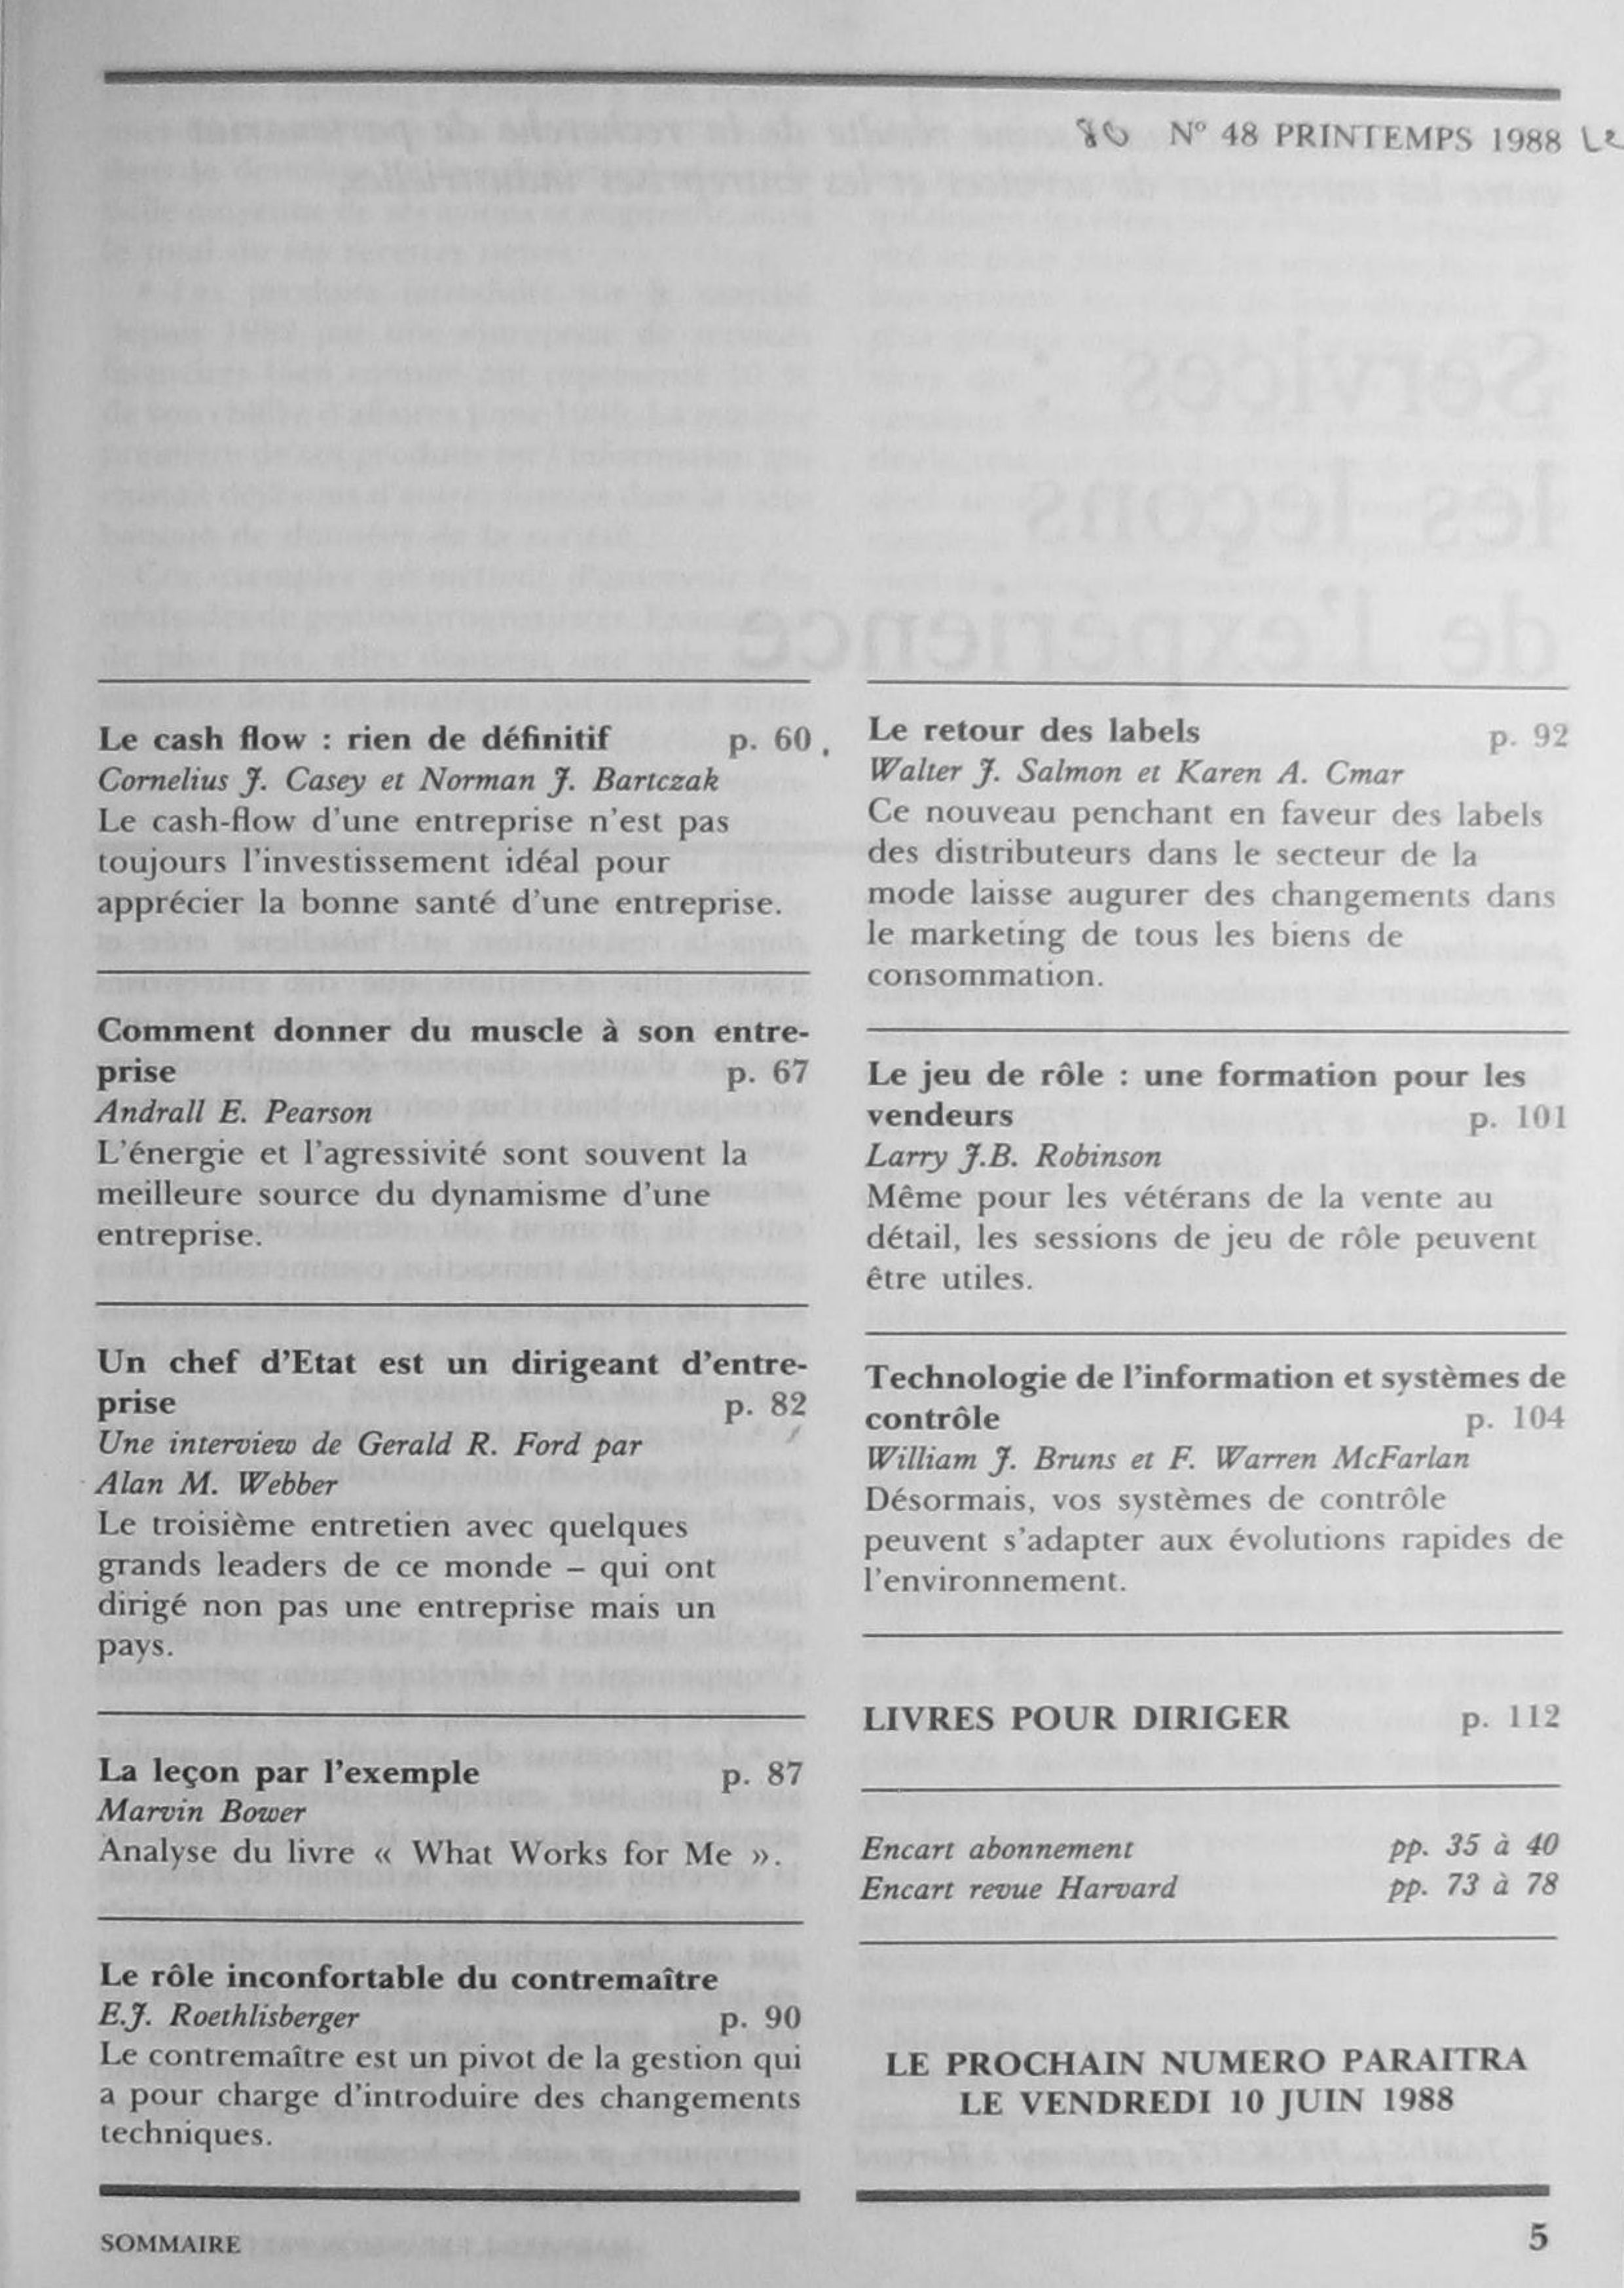 N° 48 PRINTEMPS 1988
Le cash flow : rien de définitif p. 60
Cornelius J. Casey et Norman J. Bartczak
Le cash-flow d'une entreprise n'est pas
toujours l'investissement idéal pour
apprécier la bonne santé d'une entreprise.
Comment donner du muscle à son entre-
prise p. 67
Andrall E. Pearson
L'énergie et l'agressivité sont souvent la
meilleure source du dynamisme d'une
entreprise.
Un chef d'Etat est un dirigeant d'entre-
prise p. 82
Une interview de Gerald R. Ford par
Alan M. Webber
Le troisième entretien avec quelques
grands leaders de ce monde – qui ont
dirigé non pas une entreprise mais un
pays.
La leçon par l'exemple p. 87
Marvin Bower
Analyse du livre « What Works for Me ».
Le rôle inconfortable du contremaître
E.J. Roethlisberger p. 90
Le contremaître est un pivot de la gestion qui
a pour charge d'introduire des changements
techniques.
Le retour des labels p. 92
Walter J. Salmon et Karen A. Cmar
Ce nouveau penchant en faveur des labels
des distributeurs dans le secteur de la
mode laisse augurer des changements dans
le marketing de tous les biens de
consommation.
Le jeu de rôle : une formation pour les
vendeurs p. 101
Larry J.B. Robinson
Même pour les vétérans de la vente au
détail, les sessions de jeu de rôle peuvent
être utiles.
Technologie de l'information et systèmes de
contrôle p. 104
William J. Bruns et F. Warren McFarlan
Désormais, vos systèmes de contrôle
peuvent s'adapter aux évolutions rapides de
l'environnement.
LIVRES POUR DIRIGER p. 112
Encart abonnement pp. 35 à 40
Encart revue Harvard pp. 73 à 78
LE PROCHAIN NUMERO PARAITRA
LE VENDREDI 10 JUIN 1988
SOMMAIRE 5